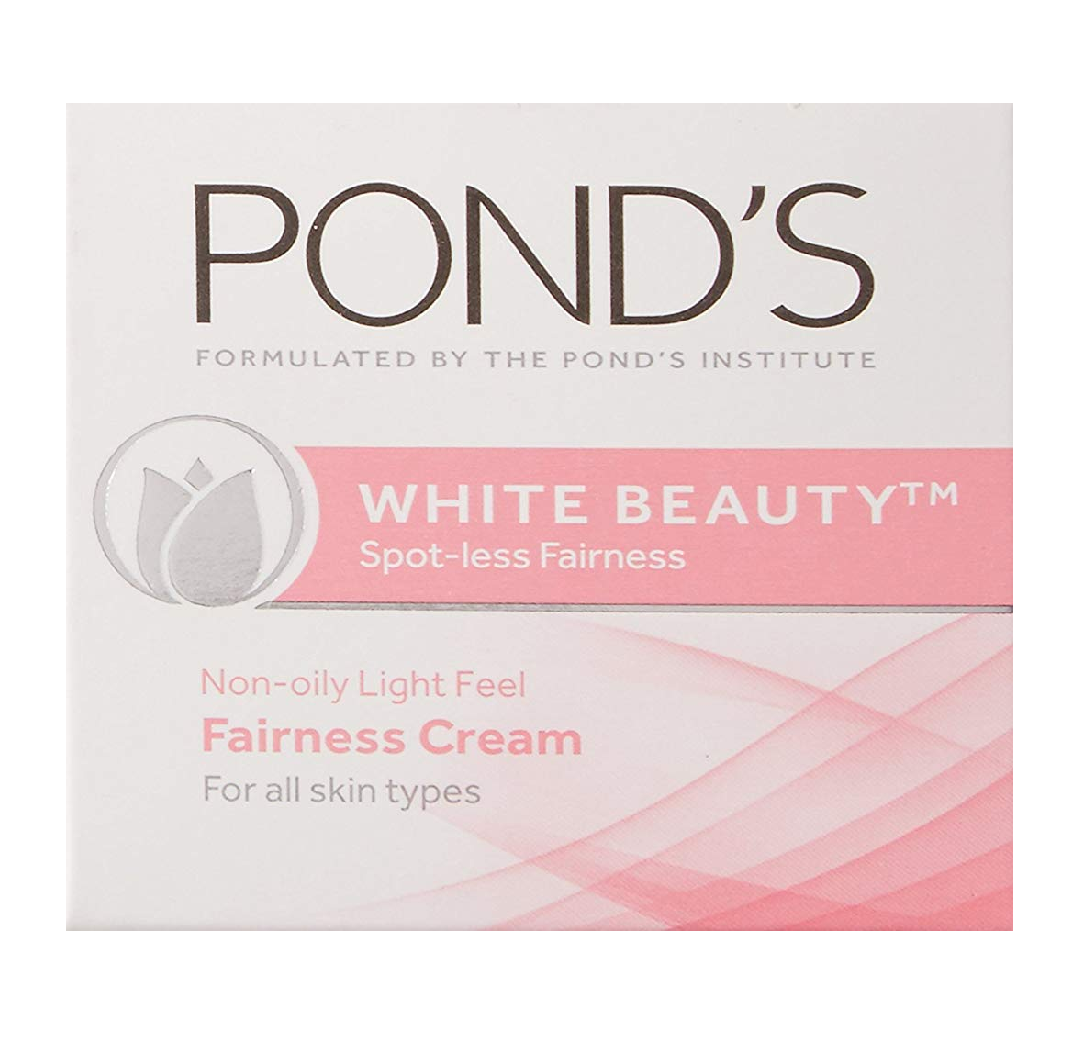 POND'S
FORMULATED BY THE POND'S INSTITUTE
WHITE BEAUTY™
Spot-less Fairness
Non-oily Light Feel
Fairness Cream
For all skin types